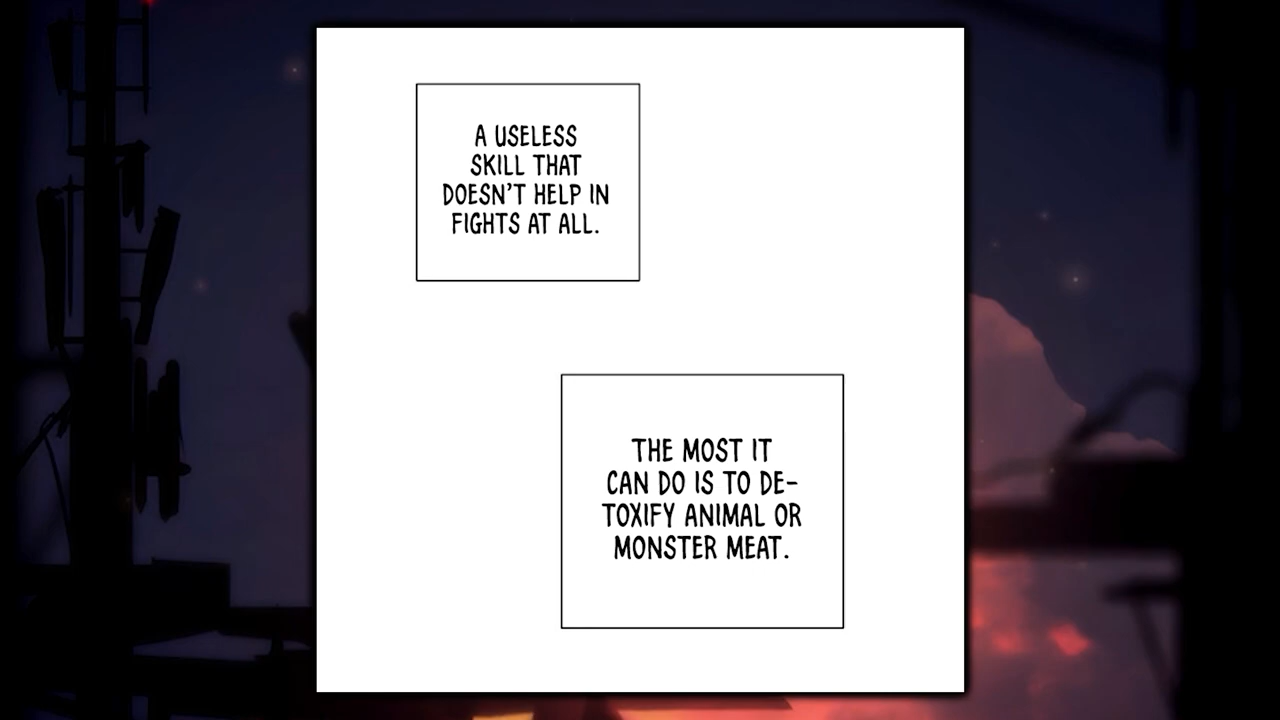 A USELESS
SKILL THAT
DOESN'T HELP IN
FIGHTS AT ALL.
THE MOST IT
CAN DO IS TO DE-
TOXIFY ANIMAL OR
MONSTER MEAT.